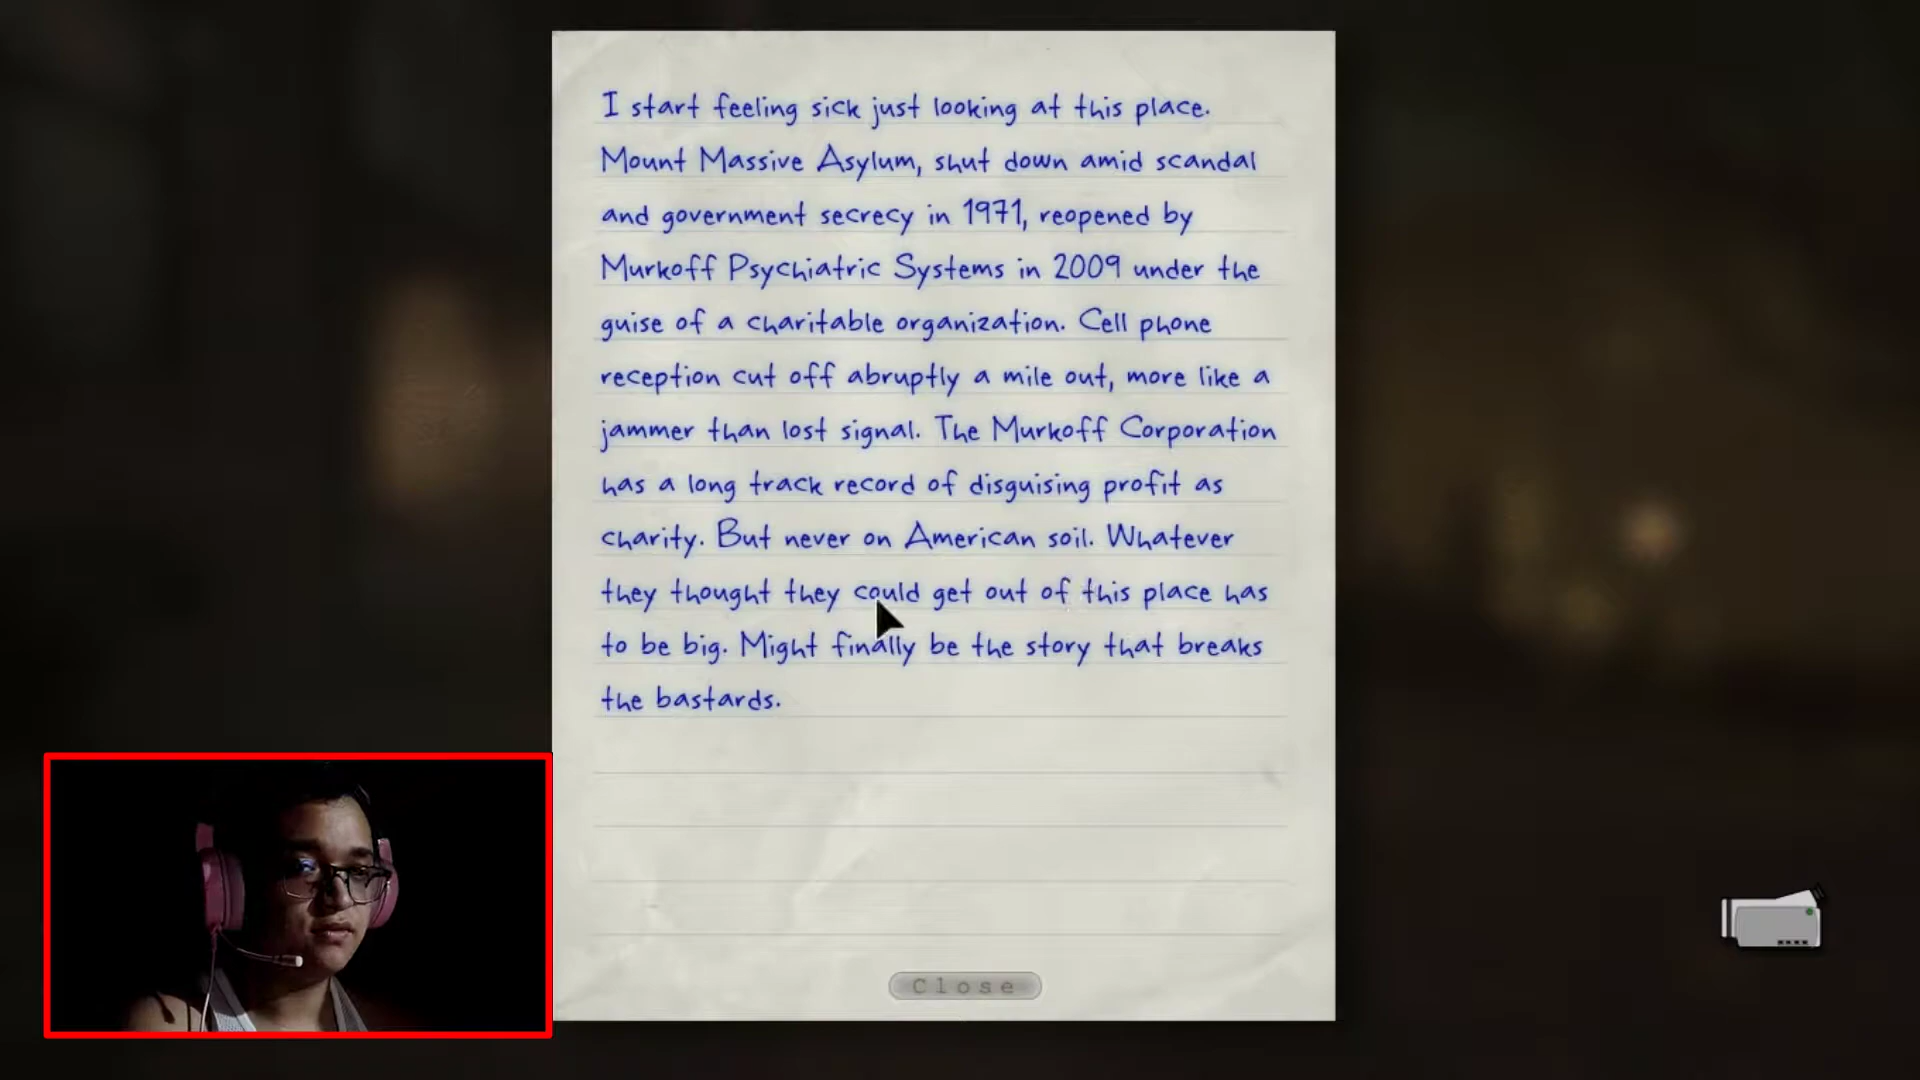 I start feeling sick just looking at this place.
Mount Massive Asylum, shut down amid scandal
and government secrecy in 1971, reopened by
Murkoff Psychiatric Systems in 2009 under the
guise of a charitable organization. Cell phone
reception cut off abruptly a mile out, more like a
jammer than lost signal. The Murkoff Corporation
has a long track record of disguising profit as
charity. But never on American soil. Whatever
they thought they could get out of this place has
to be big. Might finally be the story that breaks
the bastards.
Close